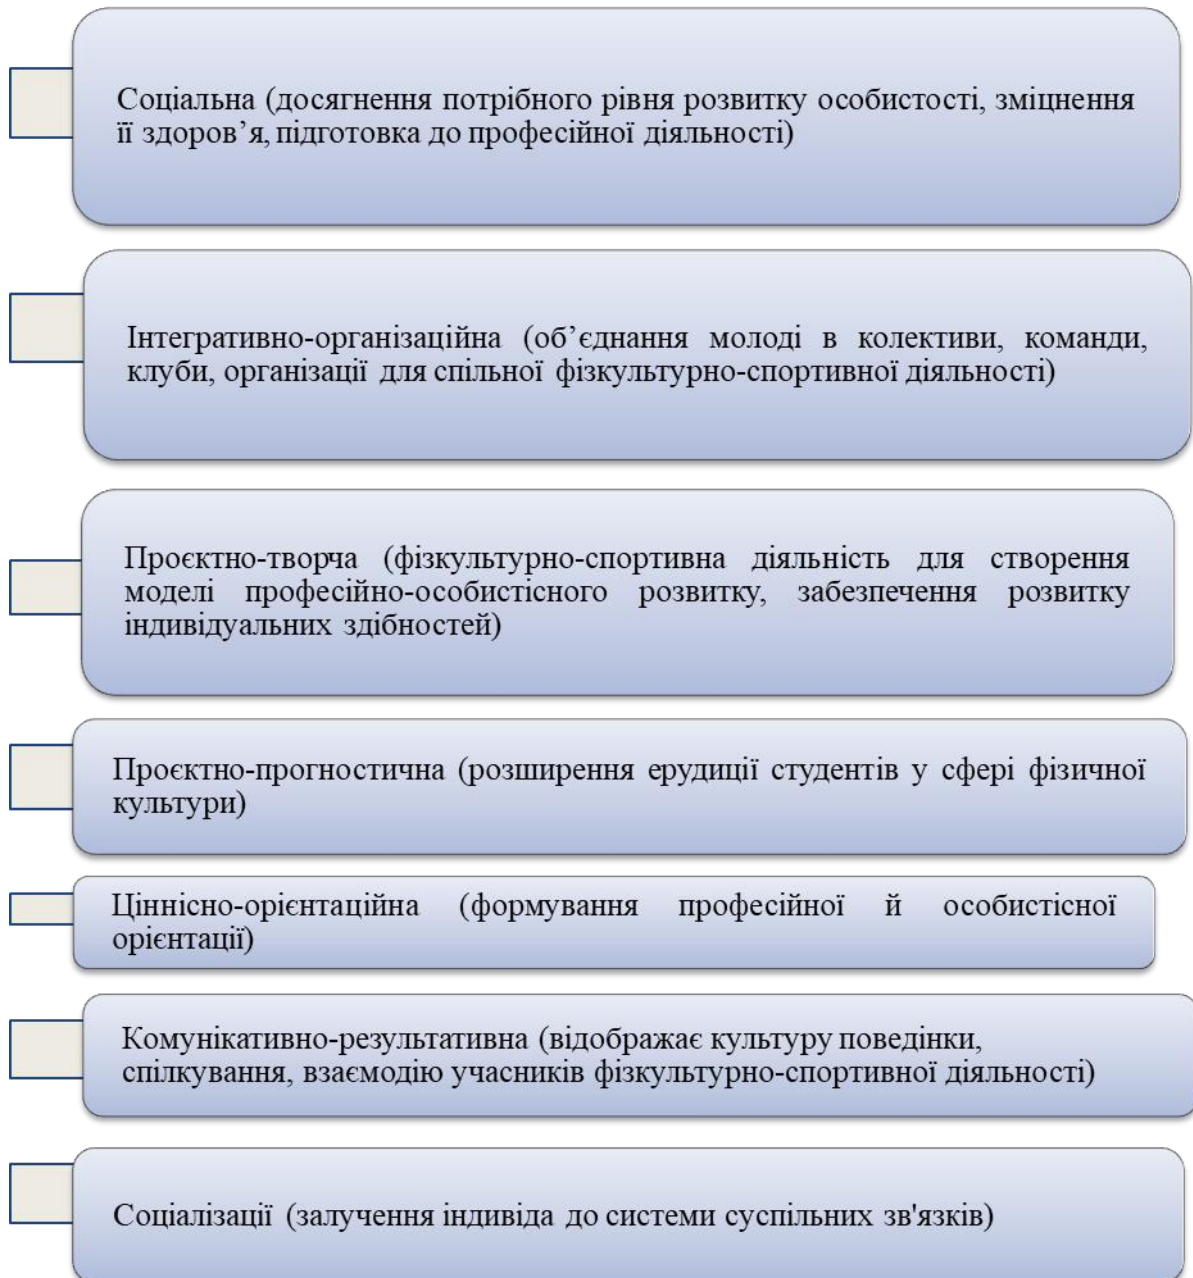 Соціальна (досягнення потрібного рівня розвитку особистості, зміцнення
її здоров’я, підготовка до професійної діяльності)
Інтегративно-організаційна (об’єднання молоді в колективи, команди,
клуби, організації для спільної фізкультурно-спортивної діяльності)
Проєктно-творча (фізкультурно-спортивна діяльність для створення
моделі професійно-особистісного розвитку, забезпечення розвитку
індивідуальних здібностей)
Проєктно-прогностична (розширення ерудиції студентів у сфері фізичної
культури)
Ціннісно-орієнтаційна (формування професійної й особистісної
орієнтації)
Комунікативно-результативна (відображає культуру поведінки,
спілкування, взаємодію учасників фізкультурно-спортивної діяльності)
Соціалізації (залучення індивіда до системи суспільних зв'язків)